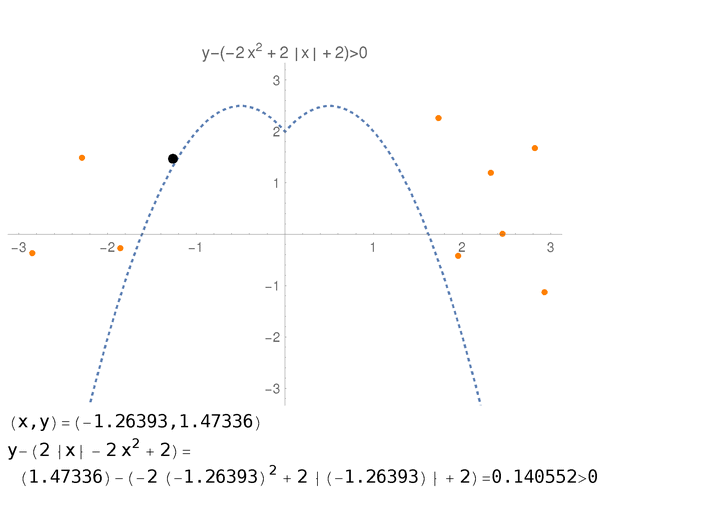 y−(−2 x² + 2 |x| + 2)>0
3
2
1
−3 −2 −1 1 2 3
−1
−2
−3
(x,y)=(−1.26393,1.47336)
y−(2 |x| − 2 x² + 2)=
(1.47336)−(−2 (−1.26393)² + 2 |(−1.26393)| + 2)=0.140552>0